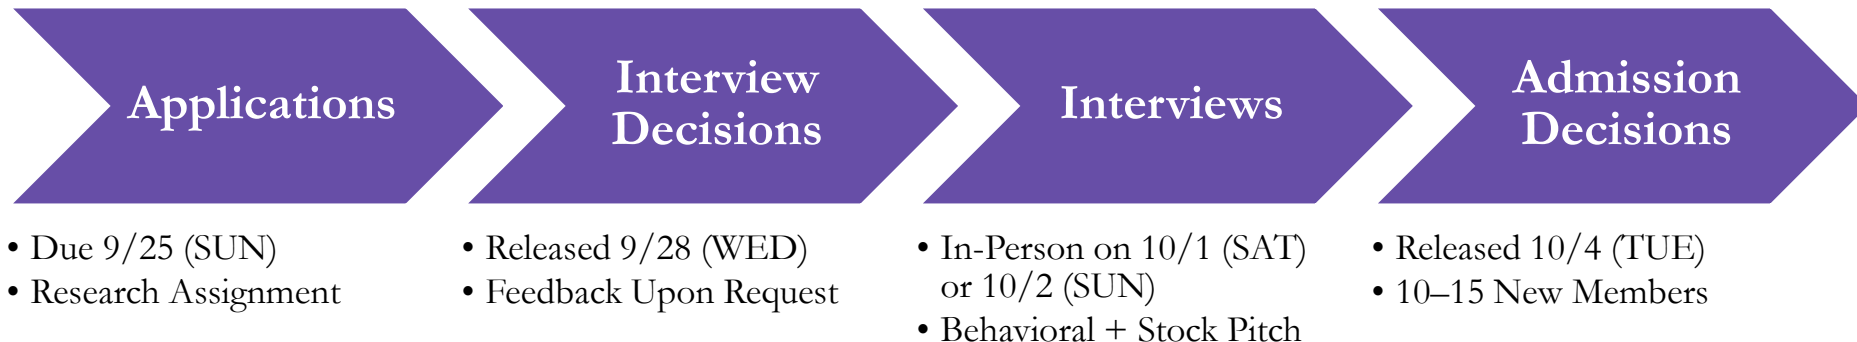 Applications
• Due 9/25 (SUN)
• Research Assignment
Interview
Decisions
• Released 9/28 (WED)
• Feedback Upon Request
Interviews
• In-Person on 10/1 (SAT)
or 10/2 (SUN)
• Behavioral + Stock Pitch
Admission
Decisions
• Released 10/4 (TUE)
• 10–15 New Members